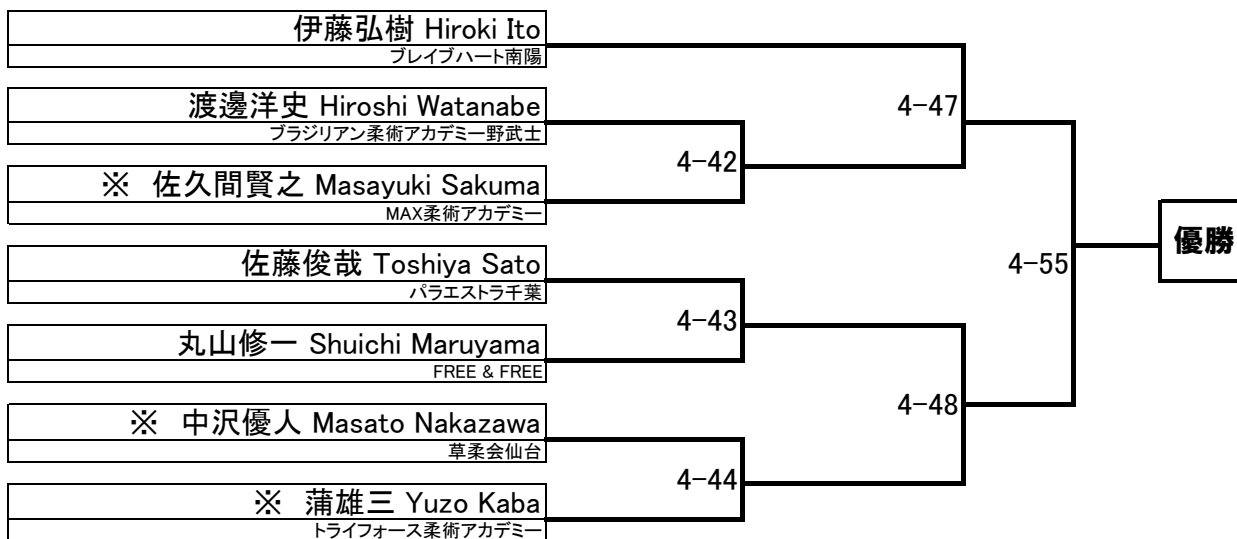 伊藤弘樹 Hiroki Ito
ブレイブハート南陽
渡邊洋史 Hiroshi Watanabe
ブラジリアン柔術アカデミー野武士
※ 佐久間賢之 Masayuki Sakuma
MAX柔術アカデミー
佐藤俊哉 Toshiya Sato
パラエストラ千葉
丸山修一 Shuichi Maruyama
FREE & FREE
※ 中沢優人 Masato Nakazawa
草柔会仙台
※ 蒲雄三 Yuzo Kaba
トライフォース柔術アカデミー
4-42
4-43
4-44
4-47
4-48
4-55
優勝